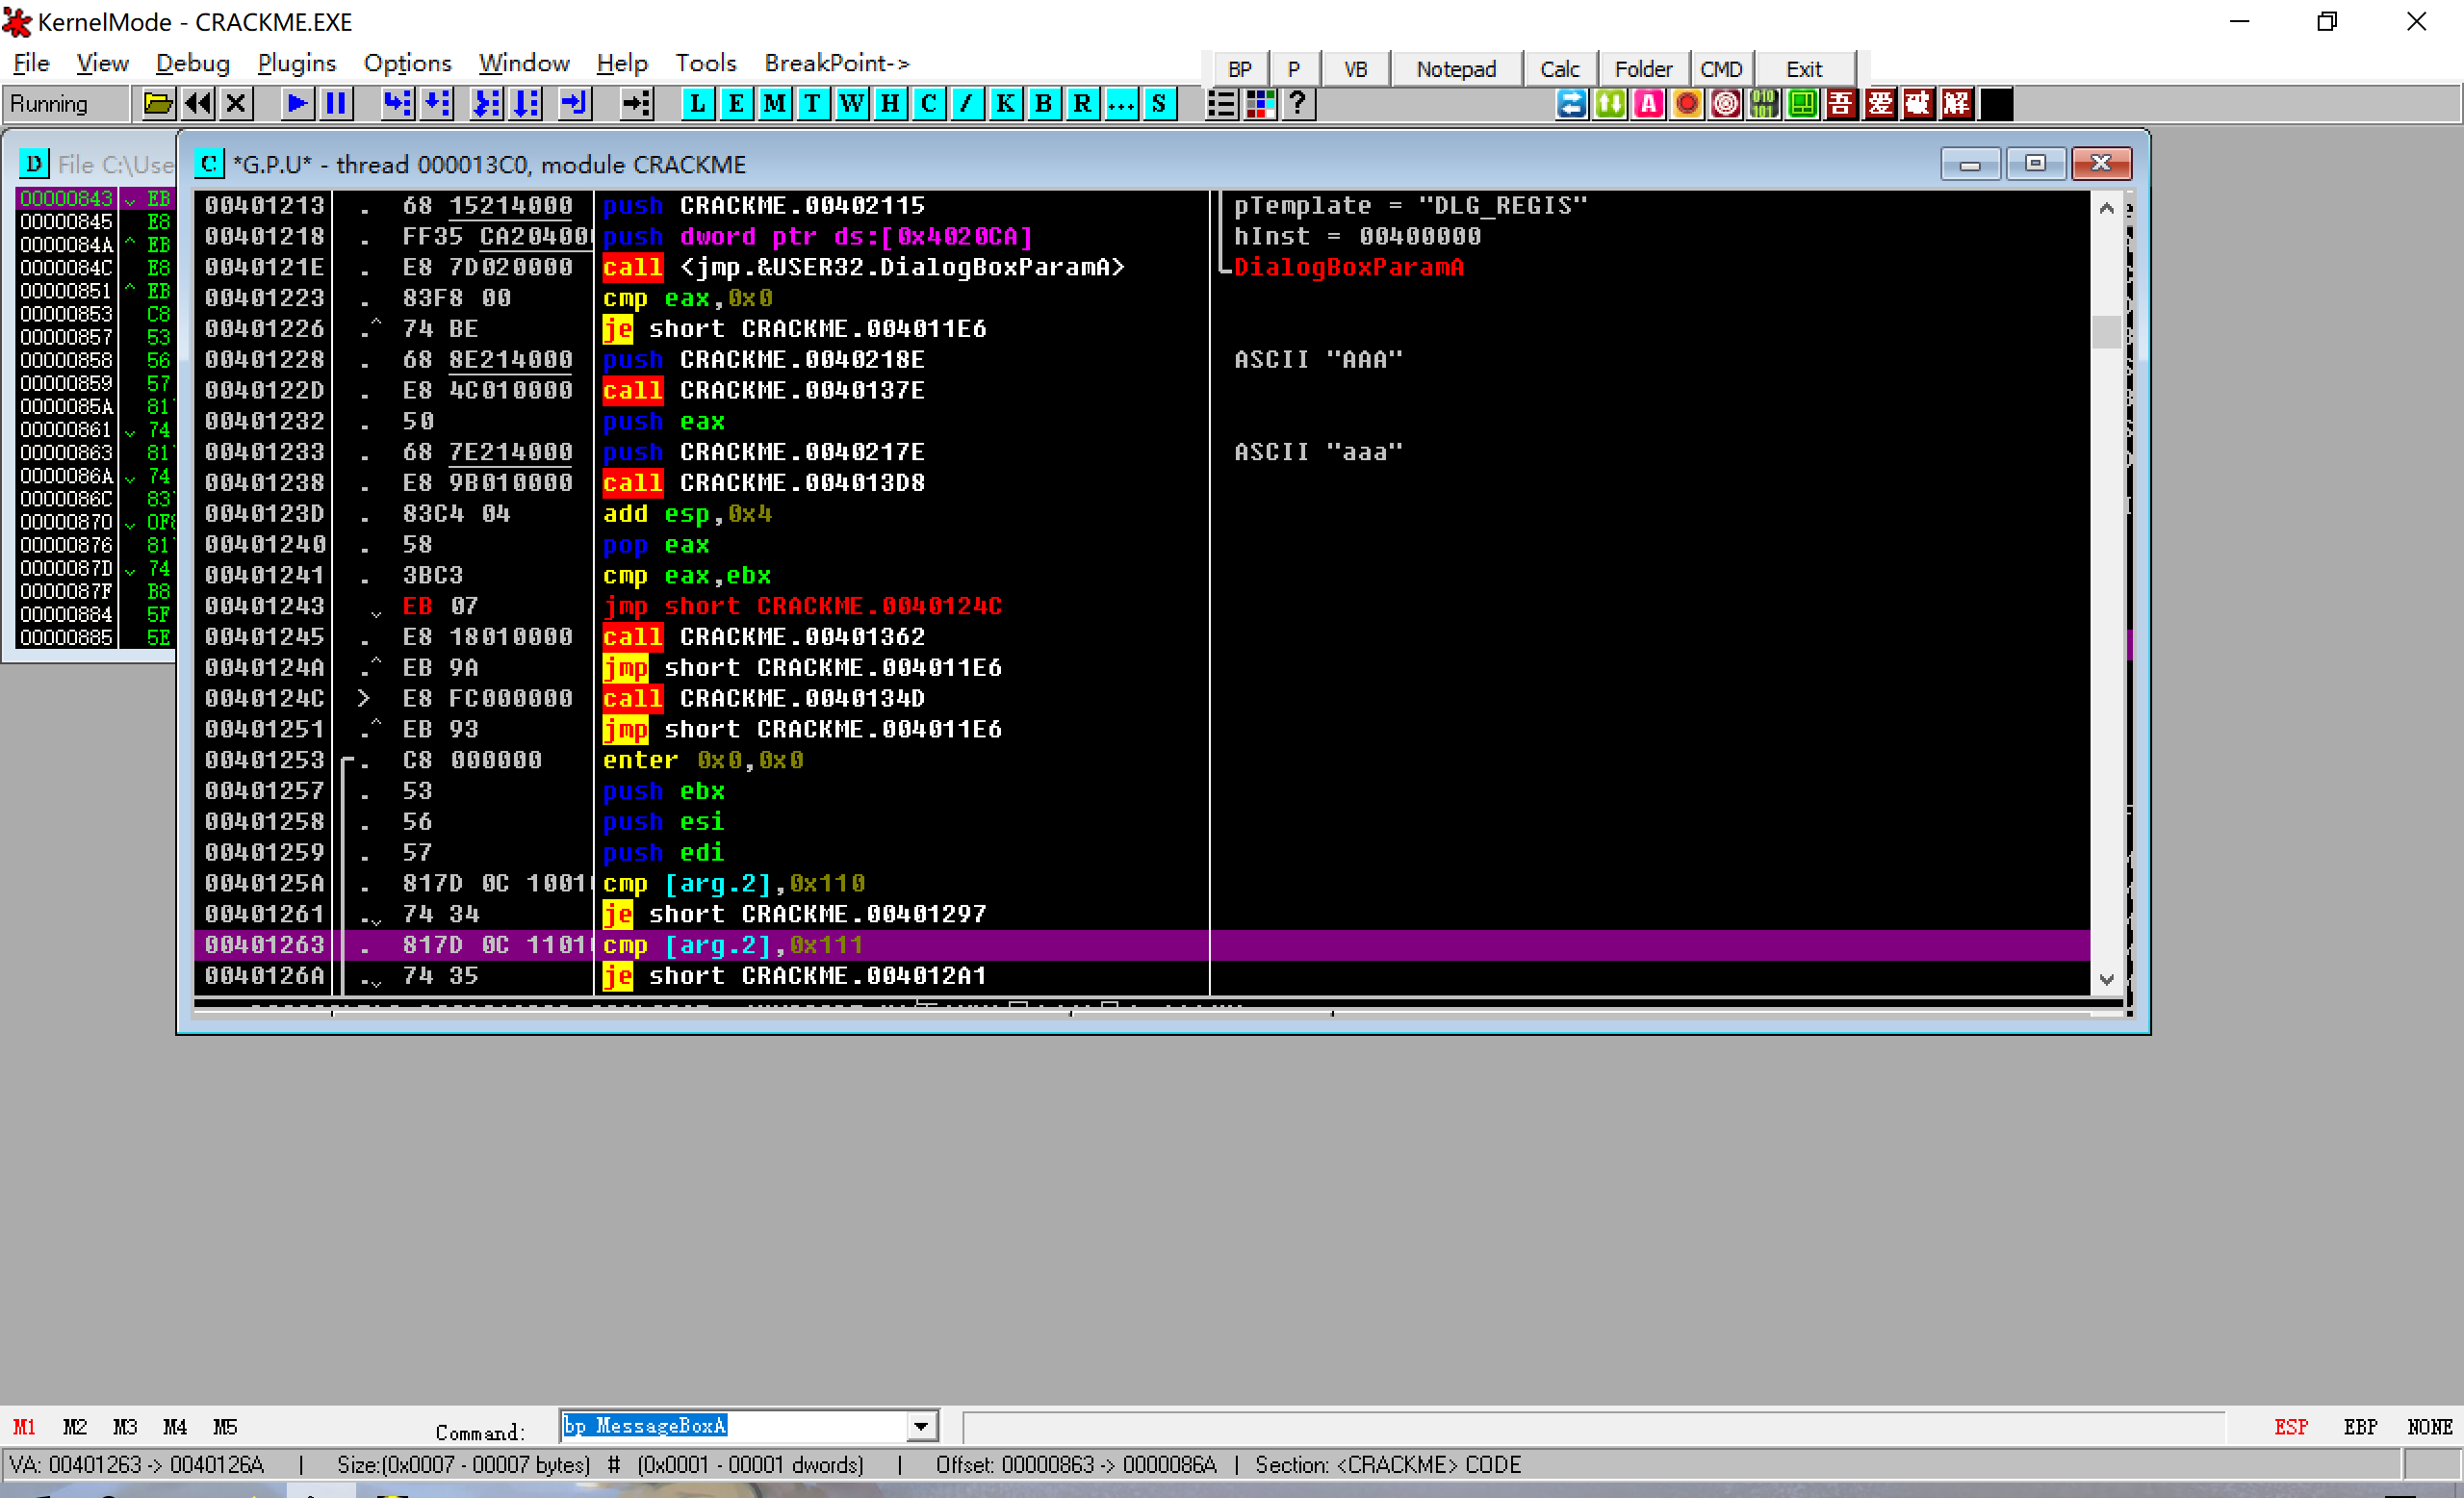 KernelMode - CRACKME.EXE
File View Debug Plugins Options Window Help Tools BreakPoint->
BP P VB Notepad Calc Folder CMD Exit
Running L E M T W H C / K B R ... S ? A 010 101 吾 爱 破 解
D File C:\Use
00000843 EB
00000845 E8
0000084A ^ EB
0000084C E8
00000851 ^ EB
00000853 C8
00000857 53
00000858 56
00000859 57
0000085A 81
00000861 74
00000863 81
0000086A 74
0000086C 83
00000870 0F8
00000876 81
0000087D 74
0000087F B8
00000884 5F
00000885 5E
C *G.P.U* - thread 000013C0, module CRACKME
00401213 . 68 15214000 push CRACKME.00402115 pTemplate = "DLG_REGIS"
00401218 . FF35 CA20400 push dword ptr ds:[0x4020CA] hInst = 00400000
0040121E . E8 7D020000 call <jmp.&USER32.DialogBoxParamA> DialogBoxParamA
00401223 . 83F8 00 cmp eax,0x0
00401226 .^ 74 BE je short CRACKME.004011E6
00401228 . 68 8E214000 push CRACKME.0040218E ASCII "AAA"
0040122D . E8 4C010000 call CRACKME.0040137E
00401232 . 50 push eax
00401233 . 68 7E214000 push CRACKME.0040217E ASCII "aaa"
00401238 . E8 9B010000 call CRACKME.004013D8
0040123D . 83C4 04 add esp,0x4
00401240 . 58 pop eax
00401241 . 3BC3 cmp eax,ebx
00401243 EB 07 jmp short CRACKME.0040124C
00401245 . E8 18010000 call CRACKME.00401362
0040124A .^ EB 9A jmp short CRACKME.004011E6
0040124C > E8 FC000000 call CRACKME.0040134D
00401251 .^ EB 93 jmp short CRACKME.004011E6
00401253 . C8 000000 enter 0x0,0x0
00401257 . 53 push ebx
00401258 . 56 push esi
00401259 . 57 push edi
0040125A . 817D 0C 1001 cmp [arg.2],0x110
00401261 . 74 34 je short CRACKME.00401297
00401263 . 817D 0C 1101 cmp [arg.2],0x111
0040126A . 74 35 je short CRACKME.004012A1
M1 M2 M3 M4 M5 Command: bp MessageBoxA ESP EBP NONE
VA: 00401263 -> 0040126A | Size:(0x0007 - 00007 bytes) # (0x0001 - 00001 dwords) | Offset: 00000863 -> 0000086A | Section: <CRACKME> CODE